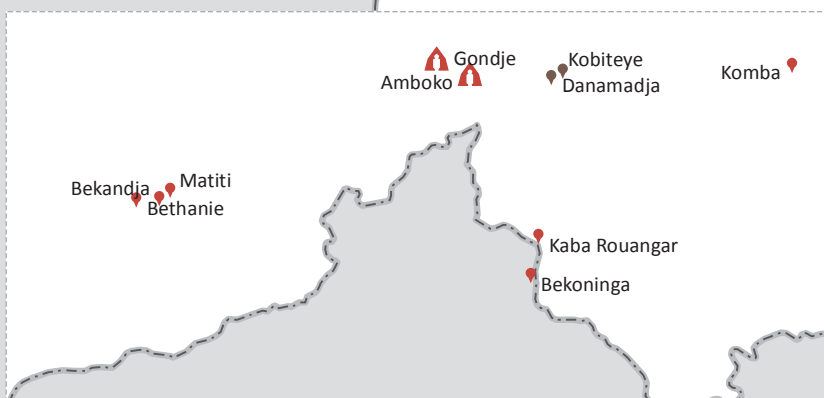 Gondje
Kobiteye
Komba
Amboko
Danamadja
Matiti
Bekandja
Bethanie
Kaba Rouangar
Bekoninga